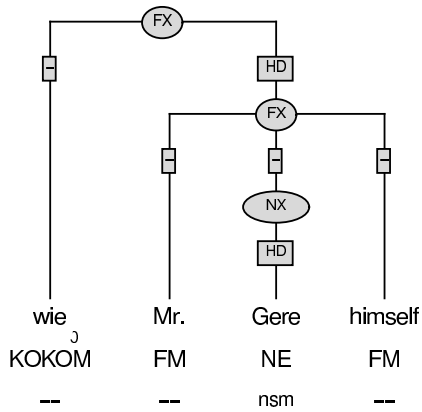 FX
– HD
FX
– – –
NX
HD
wie Mr. Gere himself
KOKOM FM NE FM
-- -- nsm --